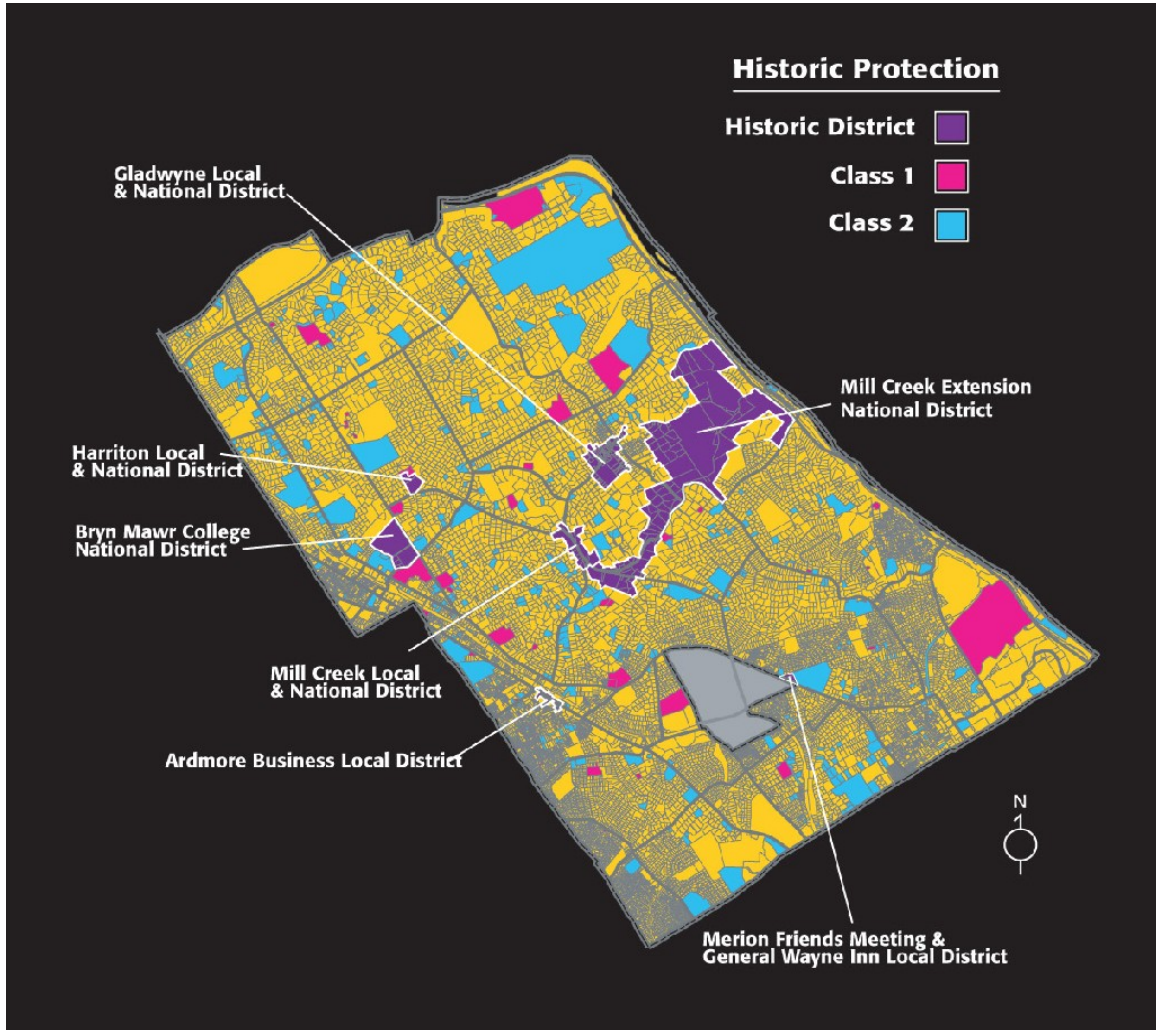 Historic Protection
Historic District
Class 1
Class 2
Gladwyne Local
& National District
Mill Creek Extension
National District
Harriton Local
& National District
Bryn Mawr College
National District
Mill Creek Local
& National District
Ardmore Business Local District
N
Merion Friends Meeting &
General Wayne Inn Local District